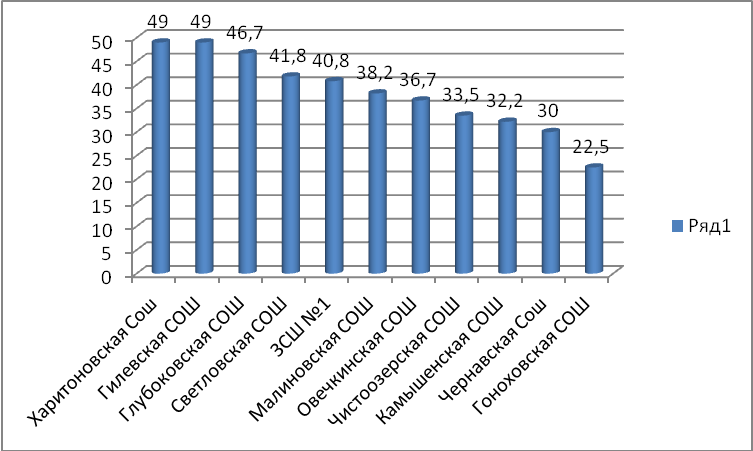 49
49
46,7
41,8
40,8
38,2
36,7
33,5
32,2
30
22,5
50
45
40
35
30
25
20
15
10
5
0
Ряд1
Харитоновская Сош
Гилевская СОШ
Глубоковская СОШ
Светловская СОШ
ЗСШ №1
Малиновская СОШ
Овечкинская СОШ
Чистоозерская СОШ
Камышенская СОШ
Чернавская Сош
Гоноховская СОШ